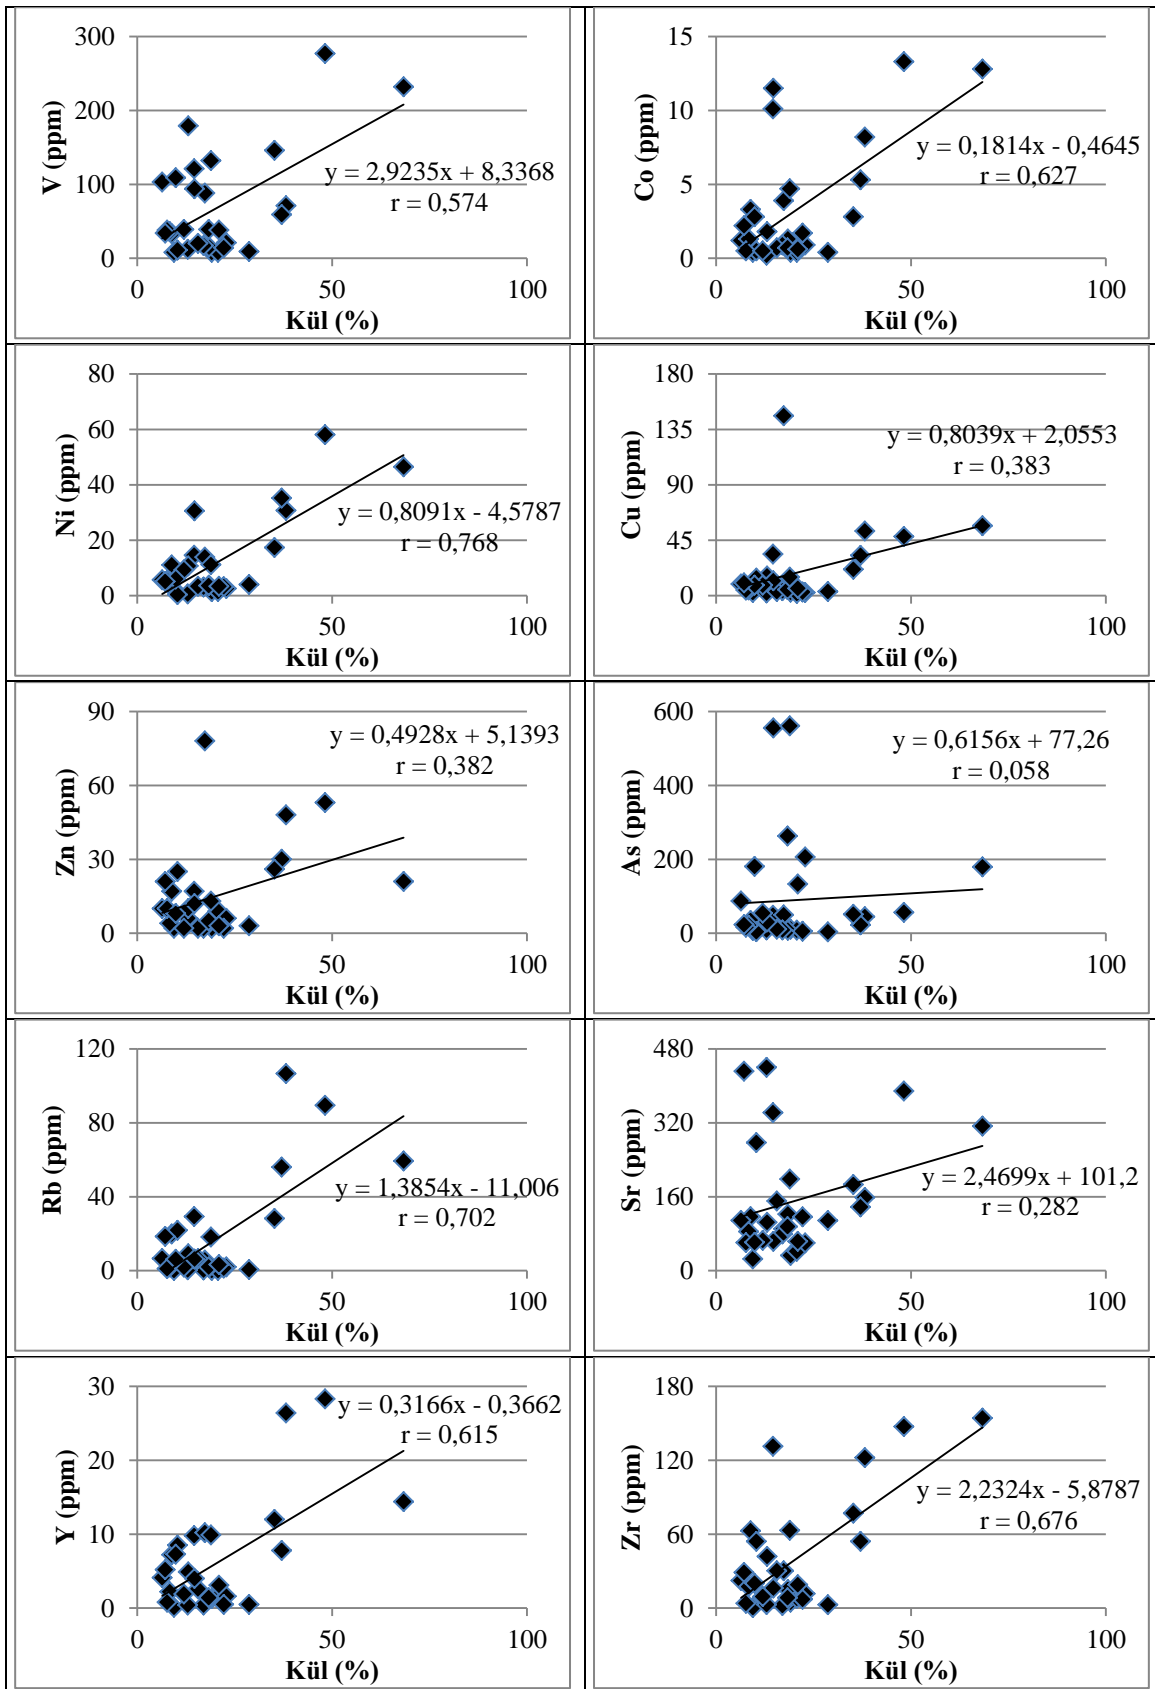 300
200
100
0
V (ppm)
y = 2,9235x + 8,3368
r = 0,574
0 50 100
Kül (%)
15
10
5
0
Co (ppm)
y = 0,1814x - 0,4645
r = 0,627
0 50 100
Kül (%)
80
60
40
20
0
Ni (ppm)
y = 0,8091x - 4,5787
r = 0,768
0 50 100
Kül (%)
180
135
90
45
0
Cu (ppm)
y = 0,8039x + 2,0553
r = 0,383
0 50 100
Kül (%)
90
60
30
0
Zn (ppm)
y = 0,4928x + 5,1393
r = 0,382
0 50 100
Kül (%)
600
400
200
0
As (ppm)
y = 0,6156x + 77,26
r = 0,058
0 50 100
Kül (%)
120
80
40
0
Rb (ppm)
y = 1,3854x - 11,006
r = 0,702
0 50 100
Kül (%)
480
320
160
0
Sr (ppm)
y = 2,4699x + 101,2
r = 0,282
0 50 100
Kül (%)
30
20
10
0
Y (ppm)
y = 0,3166x - 0,3662
r = 0,615
0 50 100
Kül (%)
180
120
60
0
Zr (ppm)
y = 2,2324x - 5,8787
r = 0,676
0 50 100
Kül (%)